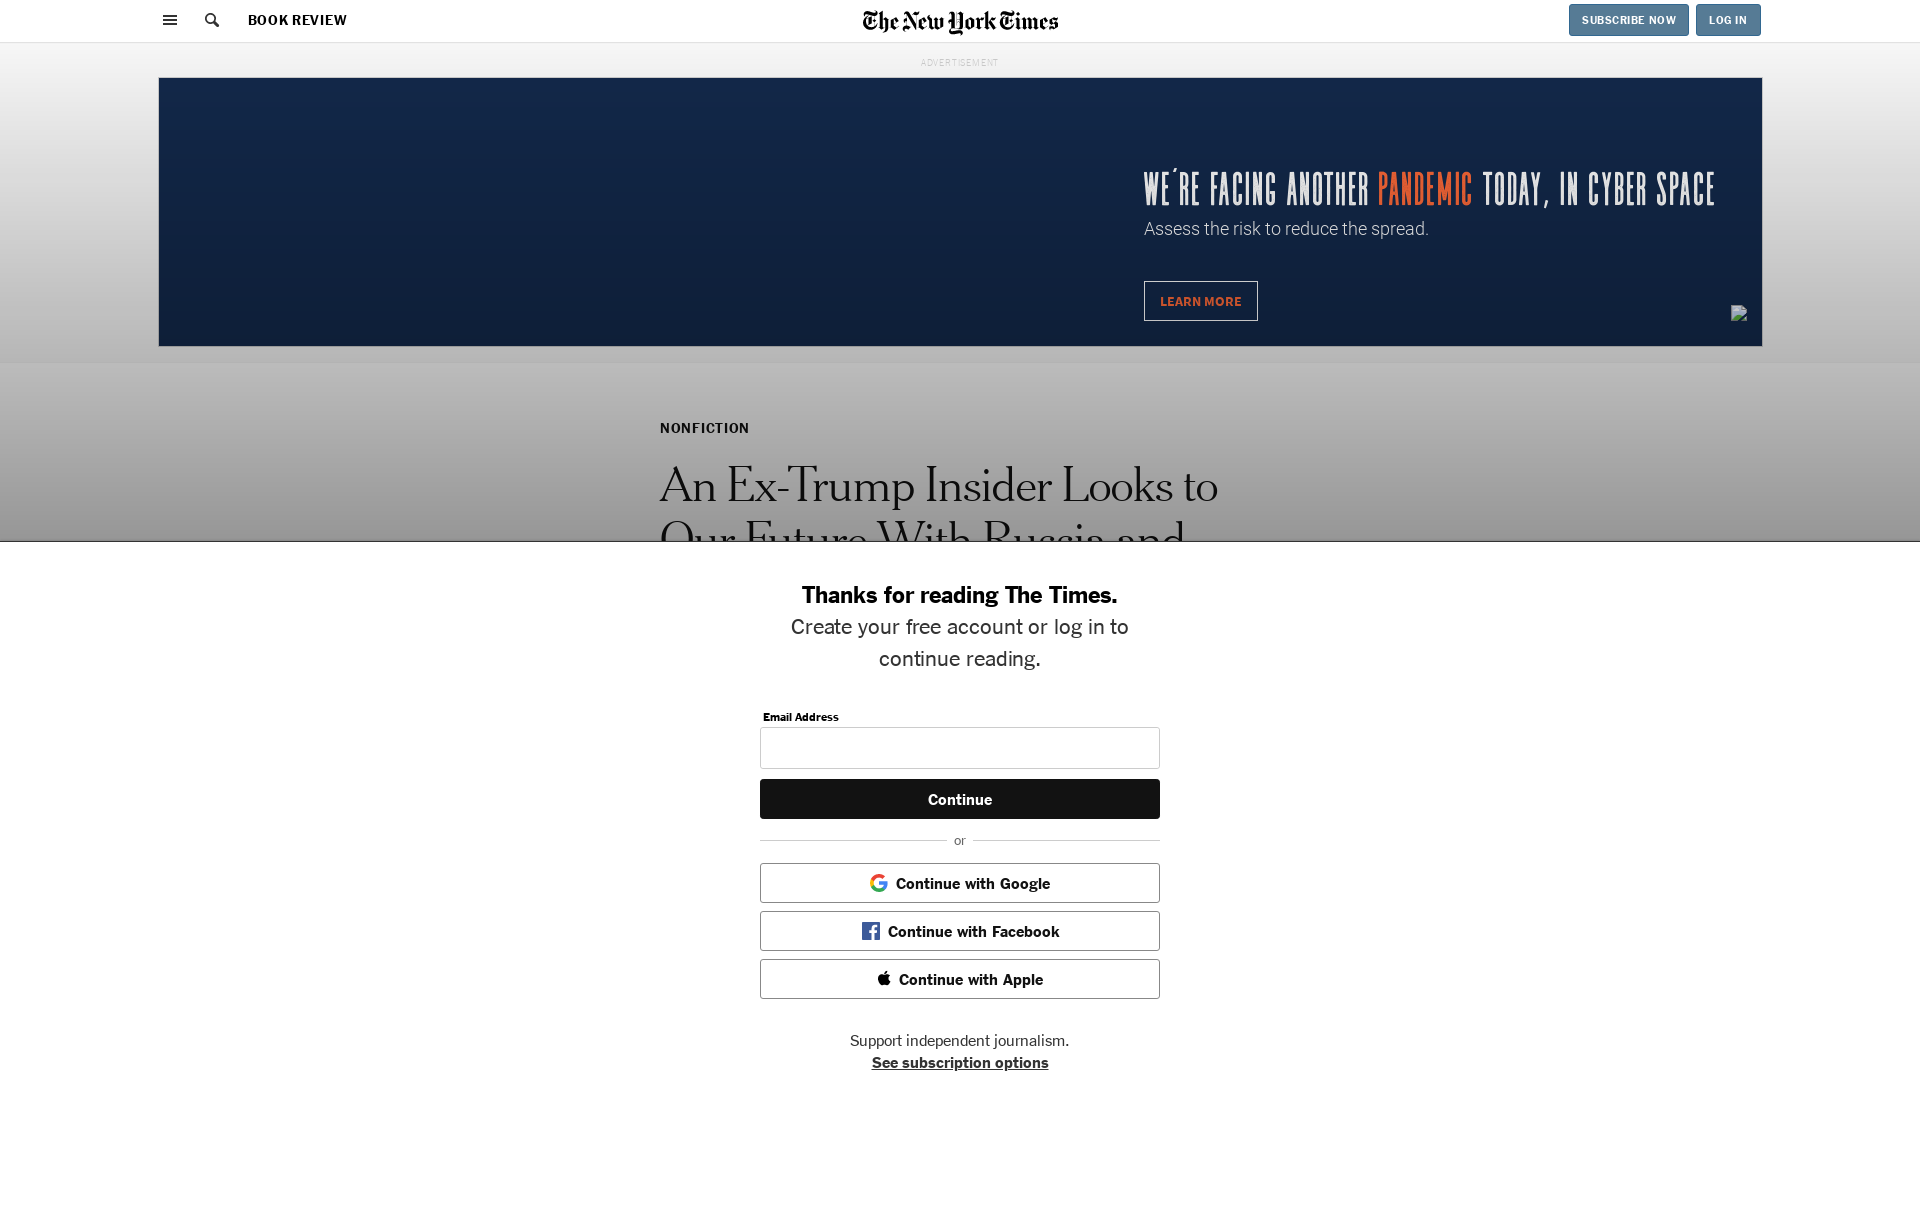 BOOK REVIEW
The New York Times
SUBSCRIBE NOW
LOG IN
ADVERTISEMENT
WE'RE FACING ANOTHER PANDEMIC TODAY, IN CYBER SPACE
Assess the risk to reduce the spread.
LEARN MORE
NONFICTION
An Ex-Trump Insider Looks to
Our Future With Russia and
Thanks for reading The Times.
Create your free account or log in to
continue reading.
Email Address
Continue
or
Continue with Google
Continue with Facebook
Continue with Apple
Support independent journalism.
See subscription options